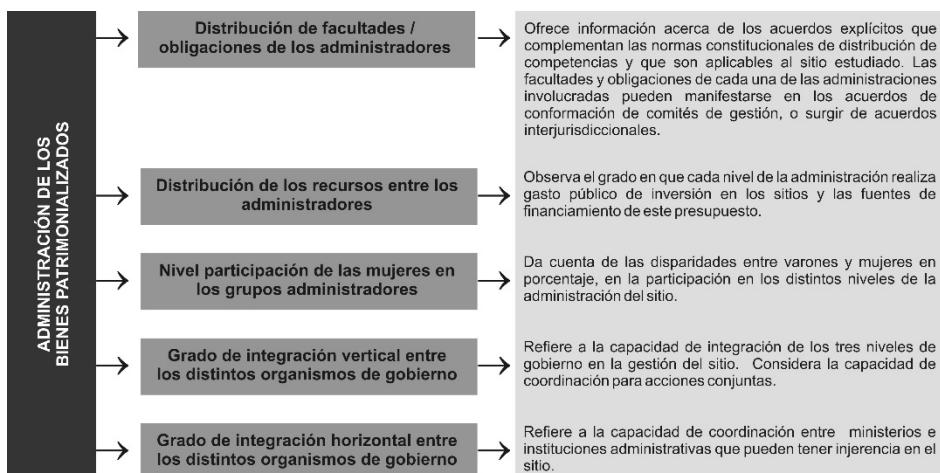 ADMINISTRACIÓN DE LOS
BIENES PATRIMONIALIZADOS
Distribución de facultades /
obligaciones de los administradores
Ofrece información acerca de los acuerdos explícitos que
complementan las normas constitucionales de distribución de
competencias y que son aplicables al sitio estudiado. Las
facultades y obligaciones de cada una de las administraciones
involucradas pueden manifestarse en los acuerdos de
conformación de comités de gestión, o surgir de acuerdos
interjurisdiccionales.
Distribución de los recursos entre los
administradores
Observa el grado en que cada nivel de la administración realiza
gasto público de inversión en los sitios y las fuentes de
financiamiento de este presupuesto.
Nivel participación de las mujeres en
los grupos administradores
Da cuenta de las disparidades entre varones y mujeres en
porcentaje, en la participación en los distintos niveles de la
administración del sitio.
Grado de integración vertical entre
los distintos organismos de gobierno
Refiere a la capacidad de integración de los tres niveles de
gobierno en la gestión del sitio. Considera la capacidad de
coordinación para acciones conjuntas.
Grado de integración horizontal entre
los distintos organismos de gobierno
Refiere a la capacidad de coordinación entre ministerios e
instituciones administrativas que pueden tener injerencia en el
sitio.